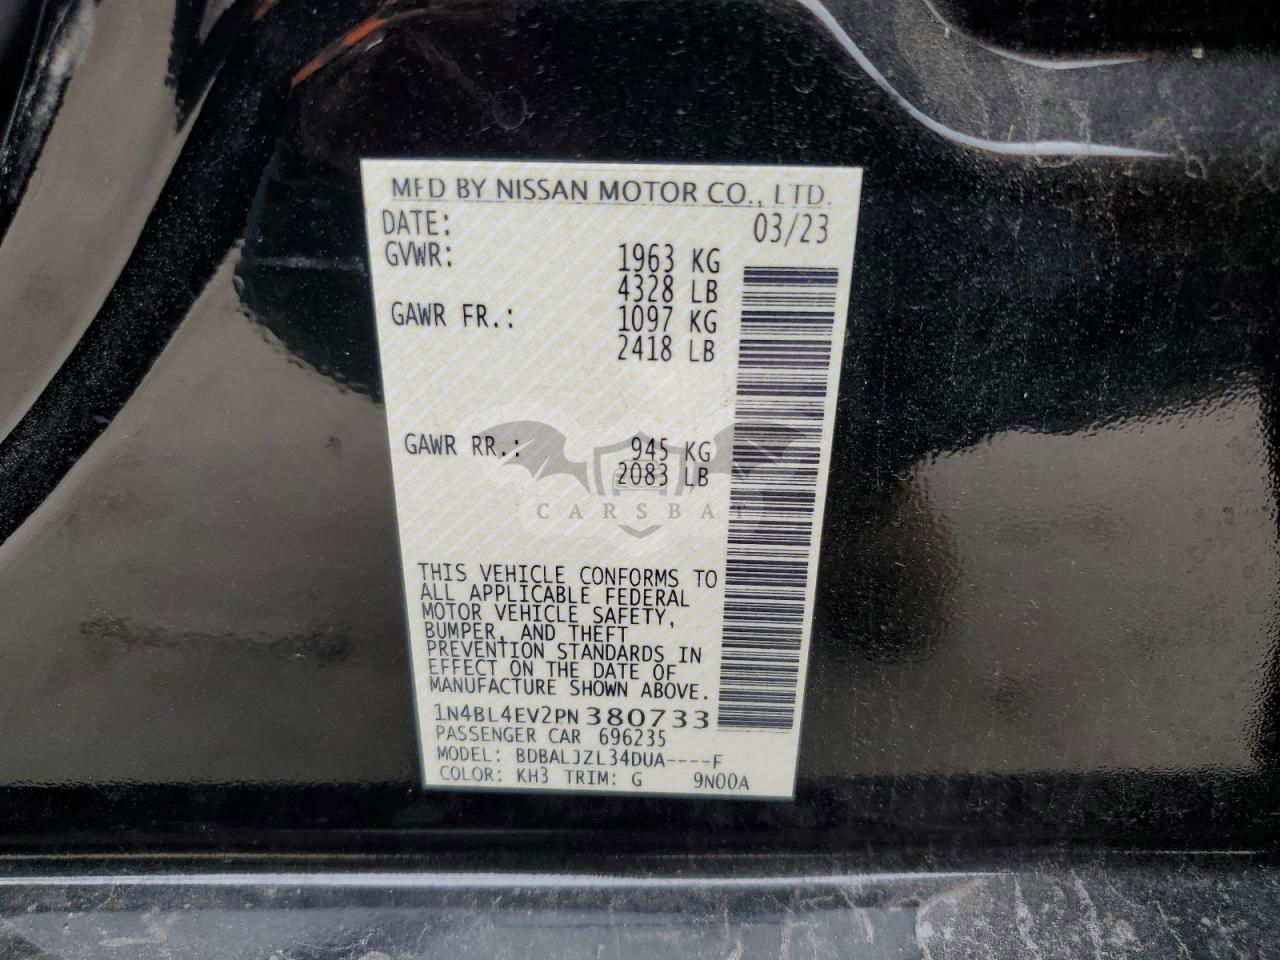 MFD BY NISSAN MOTOR CO., LTD.
DATE: 03/23
GVWR: 1963 KG
4328 LB
GAWR FR.: 1097 KG
2418 LB
GAWR RR.: 945 KG
2083 LB
CARSBAT
THIS VEHICLE CONFORMS TO
ALL APPLICABLE FEDERAL
MOTOR VEHICLE SAFETY,
BUMPER, AND THEFT
PREVENTION STANDARDS IN
EFFECT ON THE DATE OF
MANUFACTURE SHOWN ABOVE.
1N4BL4EV2PN380733
PASSENGER CAR 696235
MODEL: BDBALJZL34DUA----F
COLOR: KH3 TRIM: G 9N00A